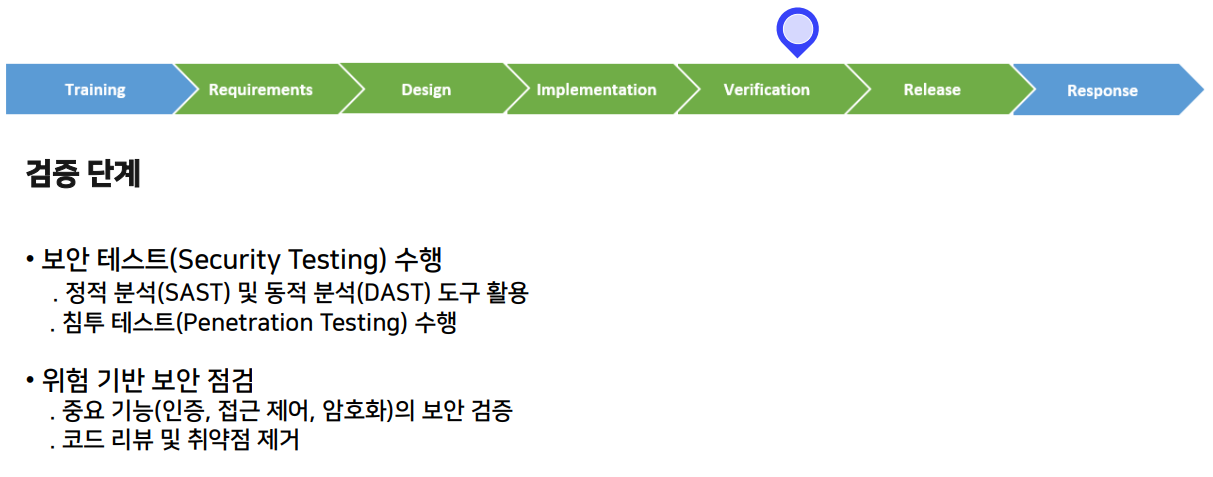 Training
Requirements
Design
Implementation
Verification
Release
Response
검증 단계
• 보안 테스트(Security Testing) 수행
. 정적 분석(SAST) 및 동적 분석(DAST) 도구 활용
. 침투 테스트(Penetration Testing) 수행
• 위험 기반 보안 점검
. 중요 기능(인증, 접근 제어, 암호화)의 보안 검증
. 코드 리뷰 및 취약점 제거